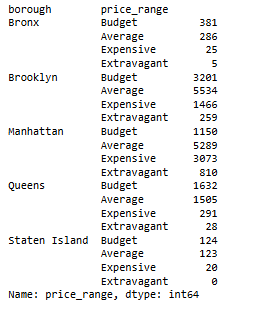 borough price_range
Bronx Budget 381
Average 286
Expensive 25
Extravagant 5
Brooklyn Budget 3201
Average 5534
Expensive 1466
Extravagant 259
Manhattan Budget 1150
Average 5289
Expensive 3073
Extravagant 810
Queens Budget 1632
Average 1505
Expensive 291
Extravagant 28
Staten Island Budget 124
Average 123
Expensive 20
Extravagant 0
Name: price_range, dtype: int64